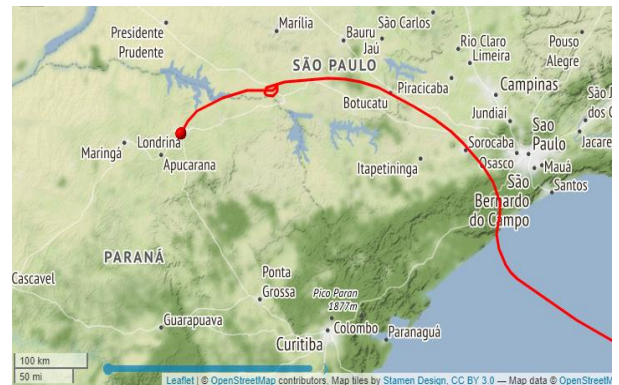 Marília
São Carlos
Presidente
Prudente
Bauru
Jaú
Rio Claro
Limeira
Pouso
Alegre
SÃO PAULO
Piracicaba
Campinas
Botucatu
Jundiaí
São J
dos C
Londrina
Maringá
Apucarana
Sorocaba
Osasco
Sao
Paulo
Jacare
Itapetininga
Mauá
São
Bernardo
do Campo
Santos
PARANÁ
Cascavel
Ponta
Grossa
Pico Paran
1877m
Guarapuava
Colombo
Paranaguá
Curitiba
100 km
50 mi
Leaflet | © OpenStreetMap contributors. Map tiles by Stamen Design, CC BY 3.0 — Map data © OpenStreetM